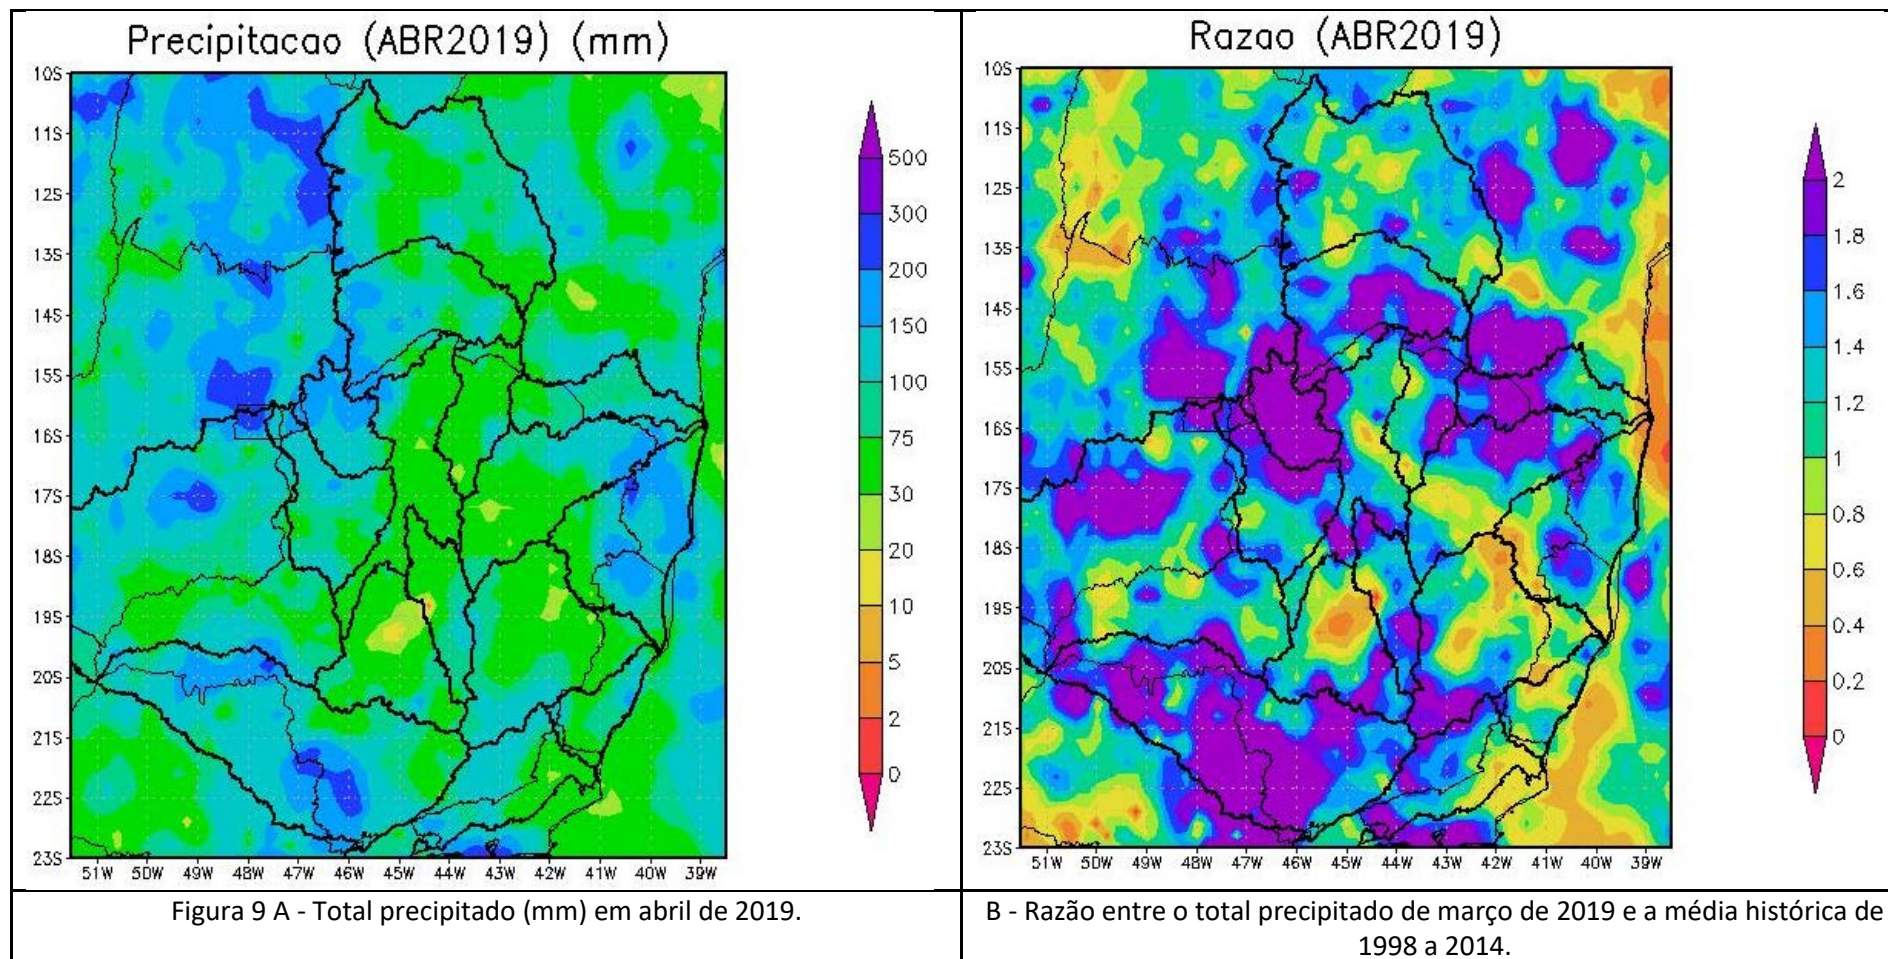 Precipitacao (ABR2019) (mm)
10S
11S
12S
13S
14S
15S
16S
17S
18S
19S
20S
21S
22S
23S
51W 50W 49W 48W 47W 46W 45W 44W 43W 42W 41W 40W 39W
500
300
200
150
100
75
30
20
10
5
2
0
Razao (ABR2019)
10S
11S
12S
13S
14S
15S
16S
17S
18S
19S
20S
21S
22S
23S
51W 50W 49W 48W 47W 46W 45W 44W 43W 42W 41W 40W 39W
2
1.8
1.6
1.4
1.2
1
0.8
0.6
0.4
0.2
0
Figura 9 A - Total precipitado (mm) em abril de 2019.
B - Razão entre o total precipitado de março de 2019 e a média histórica de
1998 a 2014.